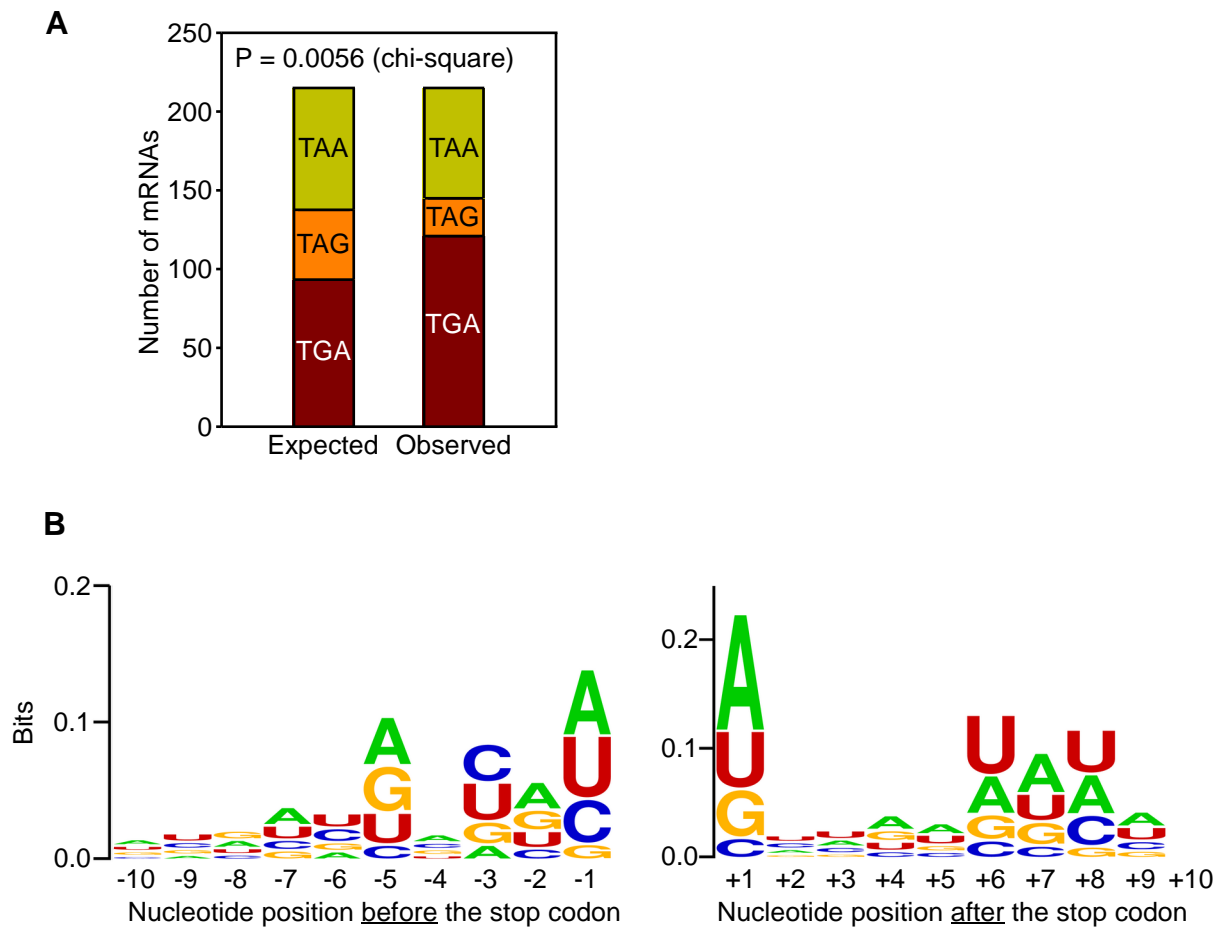 A
P = 0.0056 (chi-square)
250
200
150
100
50
0
Number of mRNAs
TAA
TAG
TGA
TAA
TAG
TGA
Expected Observed
B
Bits
0.2
0.1
0.0
A G U C
C U G A
A G U C
A U C G
-10 -9 -8 -7 -6 -5 -4 -3 -2 -1
Nucleotide position before the stop codon
0.2
0.1
0.0
A U G C
U A G C
A U G C
U A C G
+1 +2 +3 +4 +5 +6 +7 +8 +9 +10
Nucleotide position after the stop codon